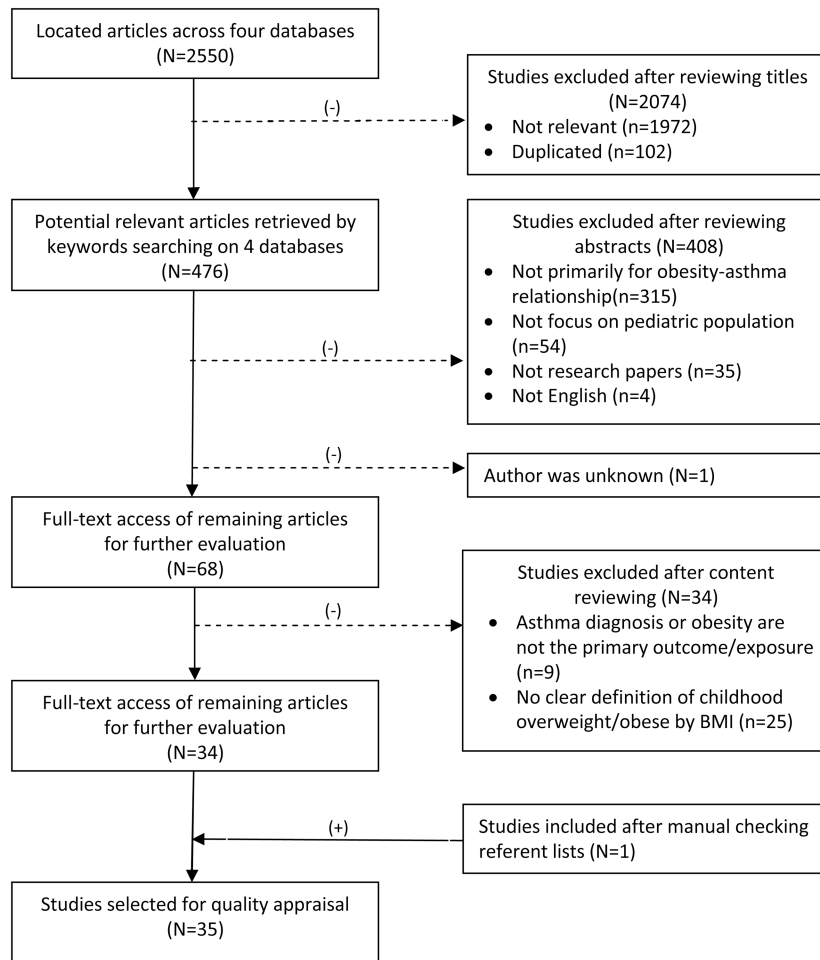 Located articles across four databases
(N=2550)
(-)
Studies excluded after reviewing titles
(N=2074)
• Not relevant (n=1972)
• Duplicated (n=102)
Potential relevant articles retrieved by
keywords searching on 4 databases
(N=476)
(-)
Studies excluded after reviewing
abstracts (N=408)
• Not primarily for obesity-asthma
relationship(n=315)
• Not focus on pediatric population
(n=54)
• Not research papers (n=35)
• Not English (n=4)
(-)
Author was unknown (N=1)
Full-text access of remaining articles
for further evaluation
(N=68)
(-)
Studies excluded after content
reviewing (N=34)
• Asthma diagnosis or obesity are
not the primary outcome/exposure
(n=9)
• No clear definition of childhood
overweight/obese by BMI (n=25)
Full-text access of remaining articles
for further evaluation
(N=34)
(+)
Studies included after manual checking
referent lists (N=1)
Studies selected for quality appraisal
(N=35)